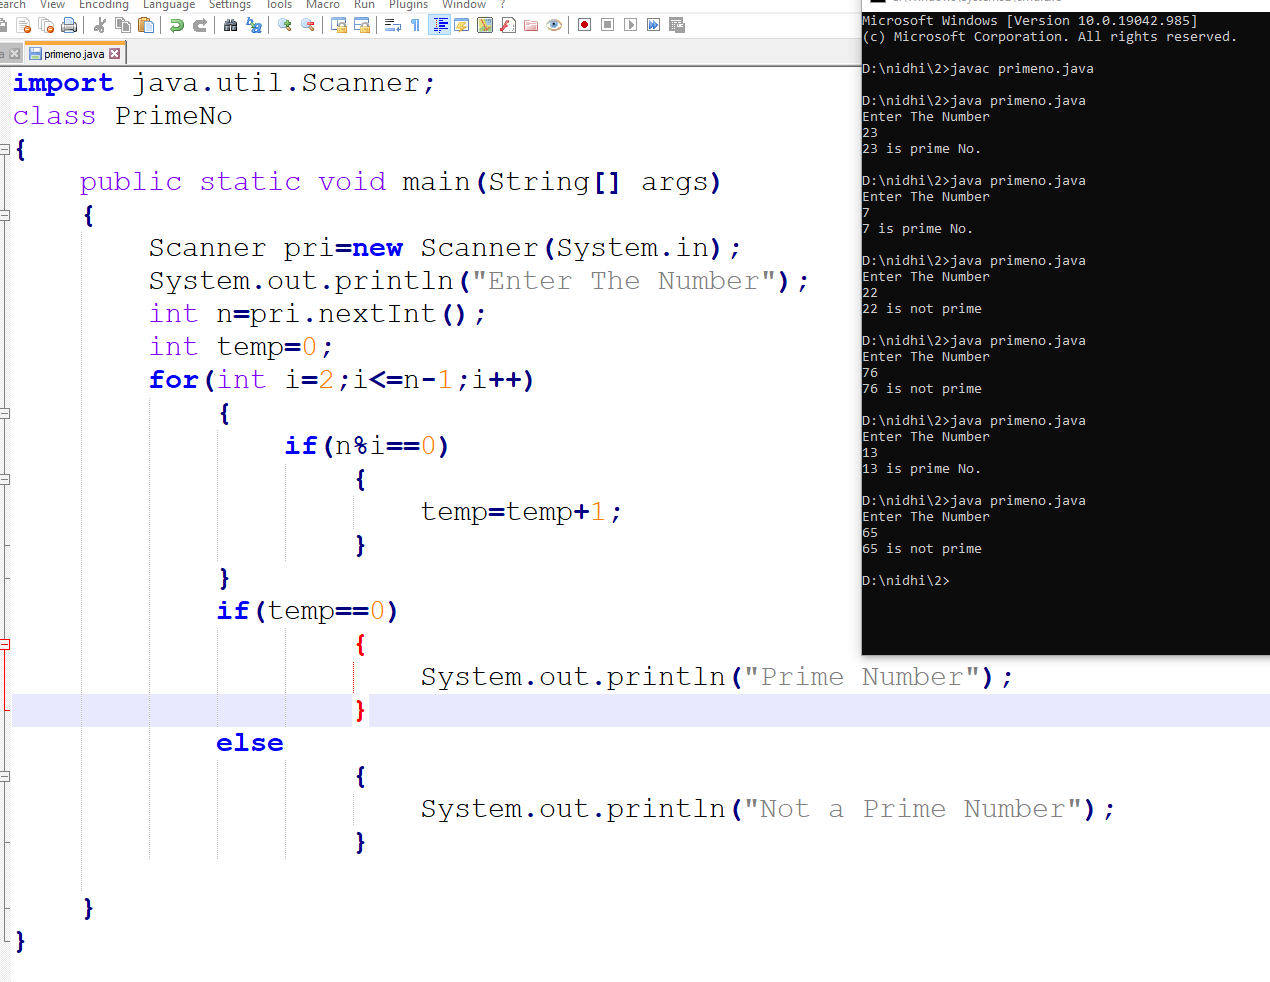 View Encoding Language Settings Tools Macro Run Plugins Window ?
primeno.java
import java.util.Scanner;
class PrimeNo
{
public static void main(String[] args)
{
Scanner pri=new Scanner(System.in);
System.out.println("Enter The Number");
int n=pri.nextInt();
int temp=0;
for(int i=2;i<=n-1;i++)
{
if(n%i==0)
{
temp=temp+1;
}
}
if(temp==0)
{
System.out.println("Prime Number");
}
else
{
System.out.println("Not a Prime Number");
}
}
}
Microsoft Windows [Version 10.0.19042.985]
(c) Microsoft Corporation. All rights reserved.
D:\nidhi\2>javac primeno.java
D:\nidhi\2>java primeno.java
Enter The Number
23
23 is prime No.
D:\nidhi\2>java primeno.java
Enter The Number
7
7 is prime No.
D:\nidhi\2>java primeno.java
Enter The Number
22
22 is not prime
D:\nidhi\2>java primeno.java
Enter The Number
76
76 is not prime
D:\nidhi\2>java primeno.java
Enter The Number
13
13 is prime No.
D:\nidhi\2>java primeno.java
Enter The Number
65
65 is not prime
D:\nidhi\2>